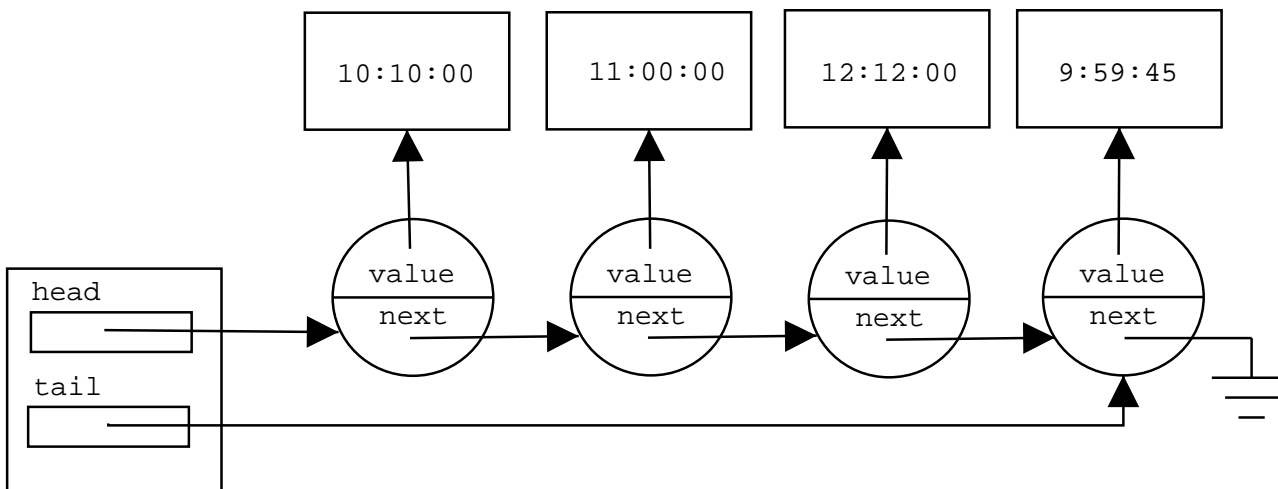 10:10:00
11:00:00
12:12:00
9:59:45
value
next
value
next
value
next
value
next
head
tail